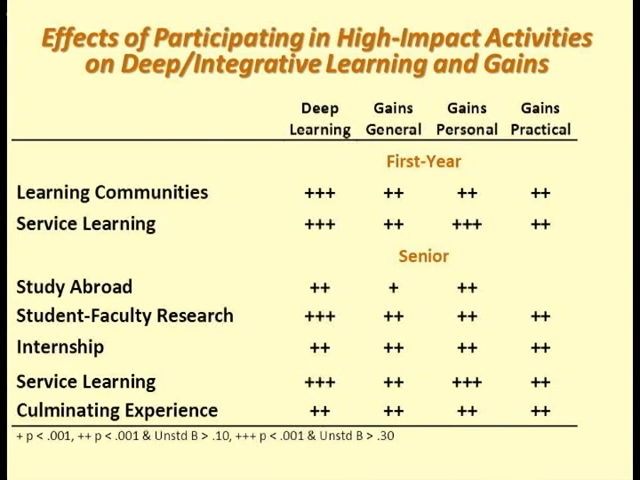 Effects of Participating in High-Impact Activities
on Deep/Integrative Learning and Gains
Deep Gains Gains Gains
Learning General Personal Practical
First-Year
Learning Communities +++ ++ ++ ++
Service Learning +++ ++ +++ ++
Senior
Study Abroad ++ + ++
Student-Faculty Research +++ ++ ++ ++
Internship ++ ++ ++ ++
Service Learning +++ ++ +++ ++
Culminating Experience ++ ++ ++ ++
+ p < .001, ++ p < .001 & Unstd B > .10, +++ p < .001 & Unstd B > .30